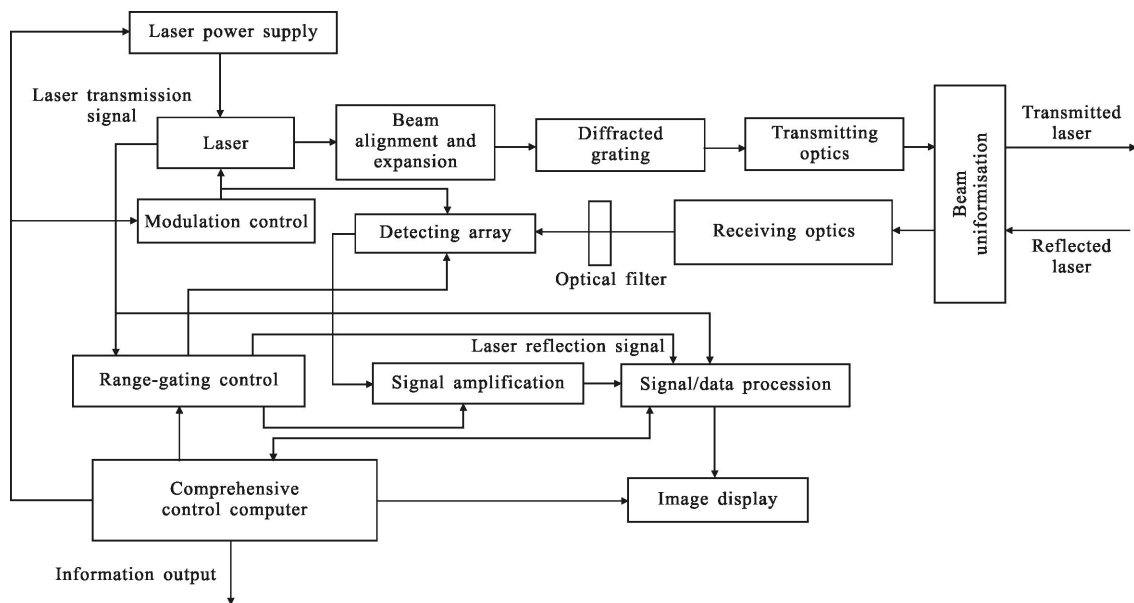 Laser power supply
Laser transmission
signal
Laser
Beam
alignment and
expansion
Diffracted
grating
Transmitting
optics
Beam
uniformisation
Transmitted
laser
Modulation control
Detecting array
Optical filter
Receiving optics
Reflected
laser
Laser reflection signal
Range-gating control
Signal amplification
Signal/data procession
Comprehensive
control computer
Image display
Information output